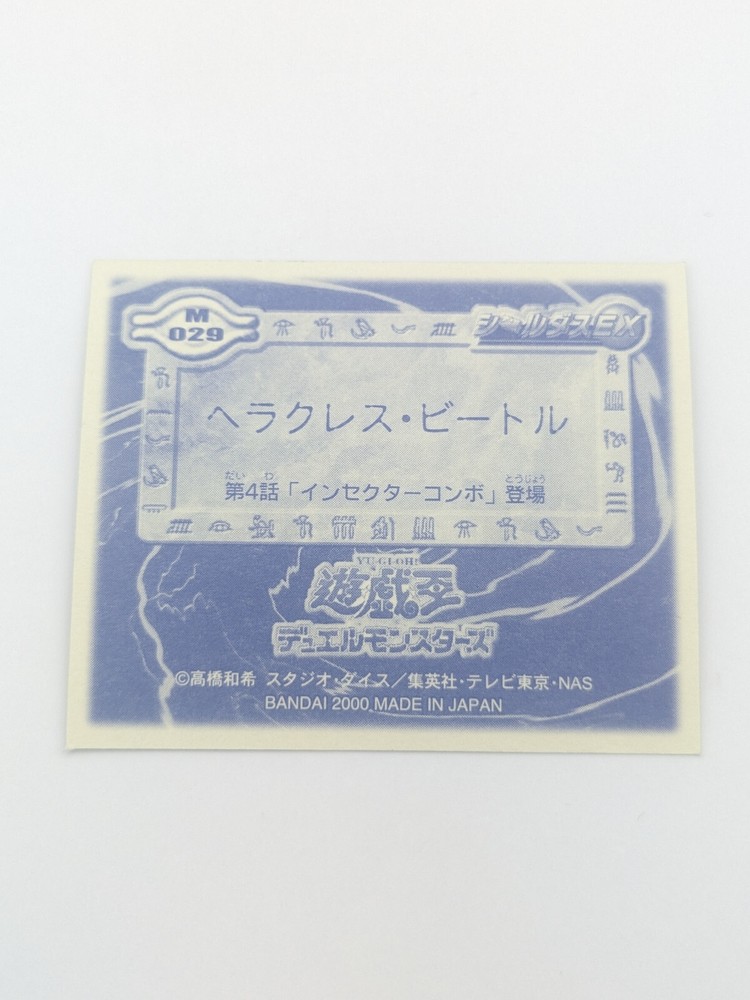 M
029
シールダスEX
ヘラクレス・ビートル
だい わ とうじょう
第4話「インセクターコンボ」登場
YU-GI-OH!
遊戯王
デュエルモンスターズ
©高橋和希 スタジオ・ダイス／集英社・テレビ東京・NAS
BANDAI 2000 MADE IN JAPAN